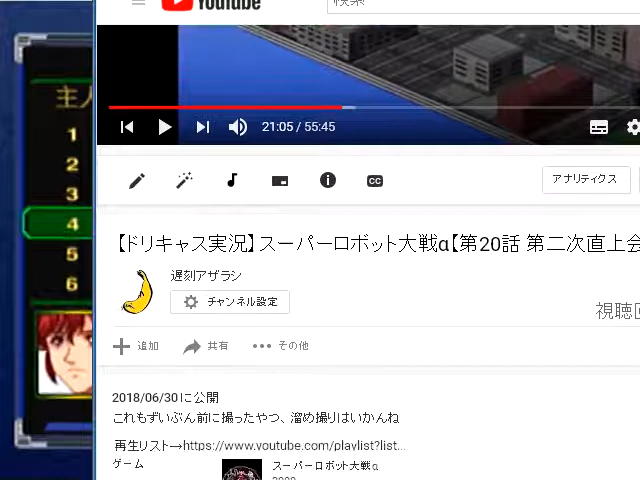 YouTube
主人
1
2
3
4
5
6
21:05 / 55:45
CC
アナリティクス
【ドリキャス実況】スーパーロボット大戦α【第20話 第二次直上会
遅刻アザラシ
チャンネル設定
視聴回
追加 共有 その他
2018/06/30 に公開
これもずいぶん前に撮ったやつ、溜め撮りはいかんね
再生リスト→https://www.youtube.com/playlist?list...
ゲーム
スーパーロボット大戦α